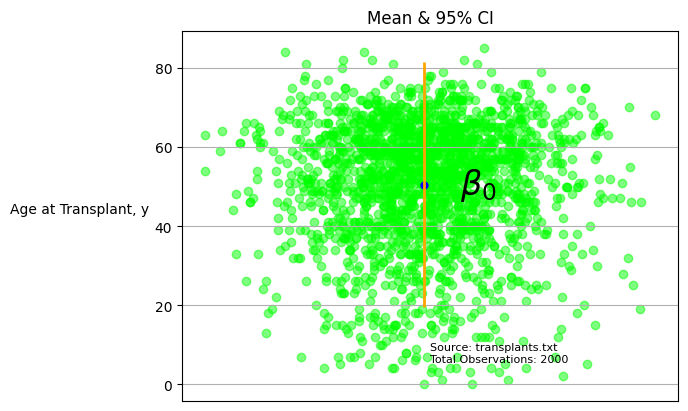 Mean & 95% CI
80
60
40
20
0
Age at Transplant, y
β0
Source: transplants.txt
Total Observations: 2000